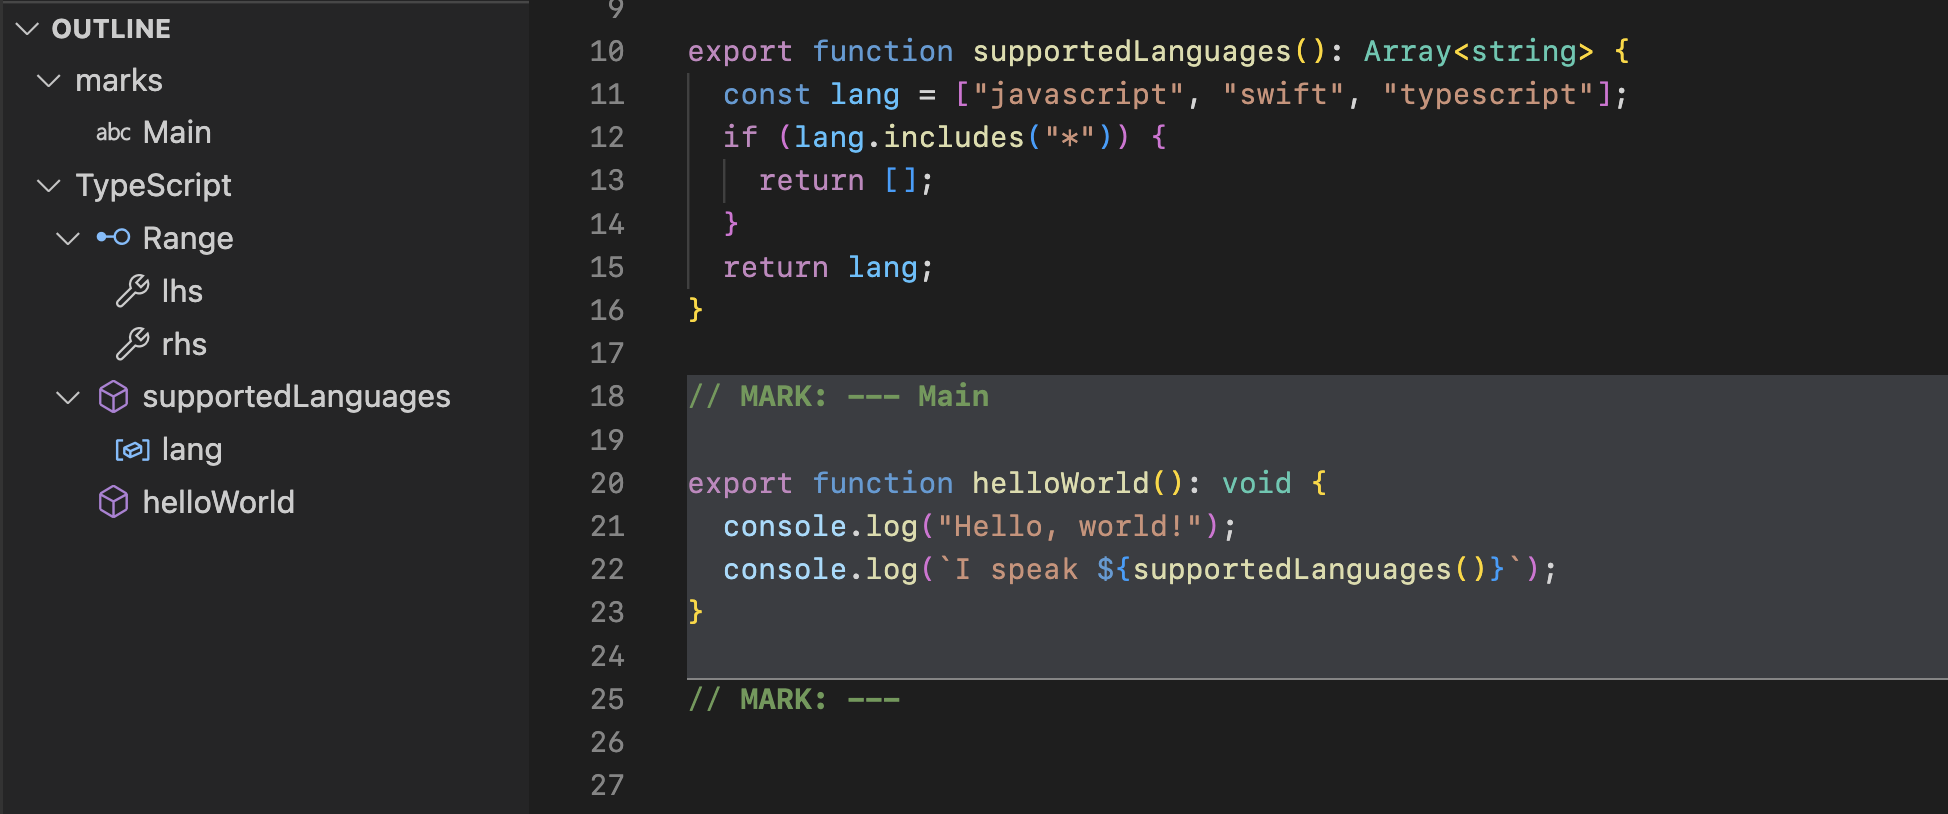 OUTLINE
marks
abc Main
TypeScript
Range
lhs
rhs
supportedLanguages
lang
helloWorld
9
10 export function supportedLanguages(): Array<string> {
11   const lang = ["javascript", "swift", "typescript"];
12   if (lang.includes("*")) {
13     return [];
14   }
15   return lang;
16 }
17
18 // MARK: --- Main
19
20 export function helloWorld(): void {
21   console.log("Hello, world!");
22   console.log(`I speak ${supportedLanguages()}`);
23 }
24
25 // MARK: ---
26
27